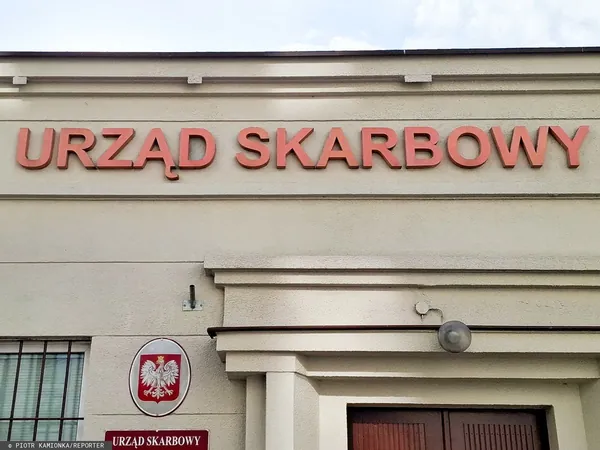 URZĄD SKARBOWY
URZĄD SKARBOWY
© PIOTR KAMIONKA/REPORTER